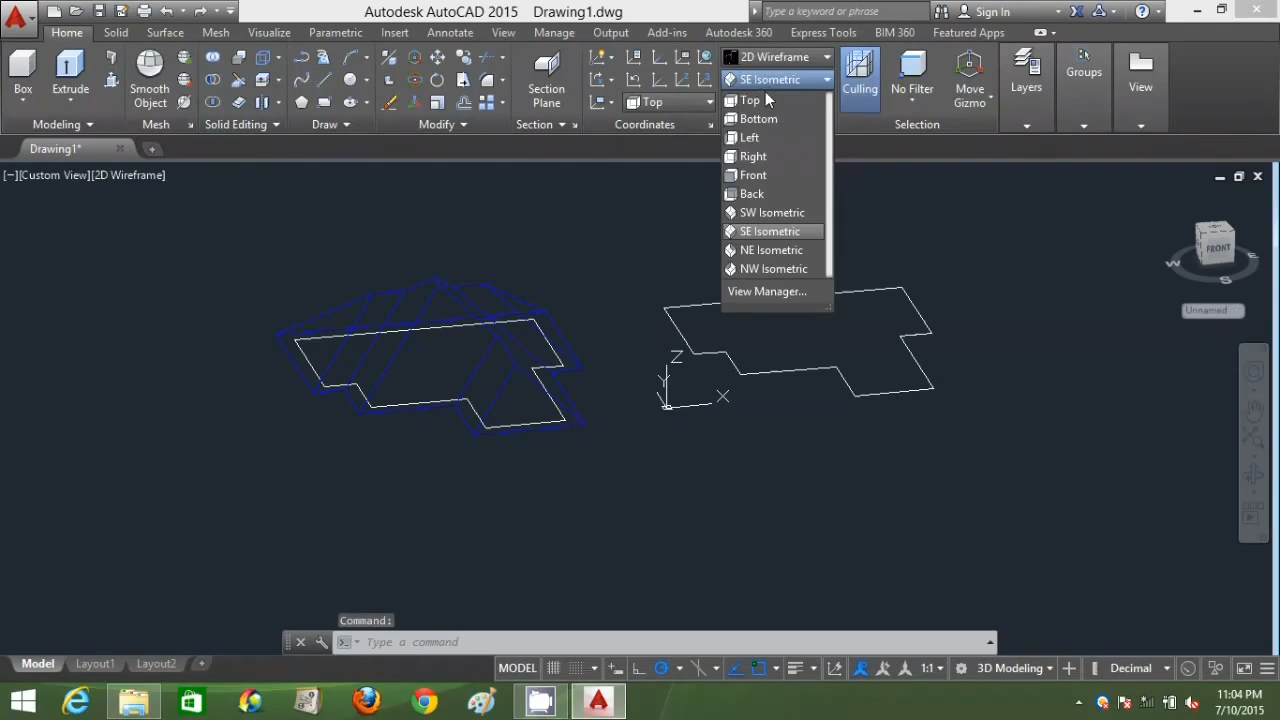 Autodesk AutoCAD 2015 Drawing1.dwg
Type a keyword or phrase
Sign In
Home Solid Surface Mesh Visualize Parametric Insert Annotate View Manage Output Add-ins Autodesk 360 Express Tools BIM 360 Featured Apps
Box
Extrude
Smooth
Object
Section
Plane
Top
2D Wireframe
SE Isometric
Culling
No Filter
Move
Gizmo
Layers
Groups
View
Modeling
Mesh
Solid Editing
Draw
Modify
Section
Coordinates
Selection
Top
Bottom
Left
Right
Front
Back
SW Isometric
SE Isometric
NE Isometric
NW Isometric
View Manager...
Drawing1*
[−][Custom View][2D Wireframe]
FRONT
W
S
E
Unnamed
Z
Y
X
Command:
Type a command
Model Layout1 Layout2
MODEL
1:1
3D Modeling
Decimal
11:04 PM
7/10/2015